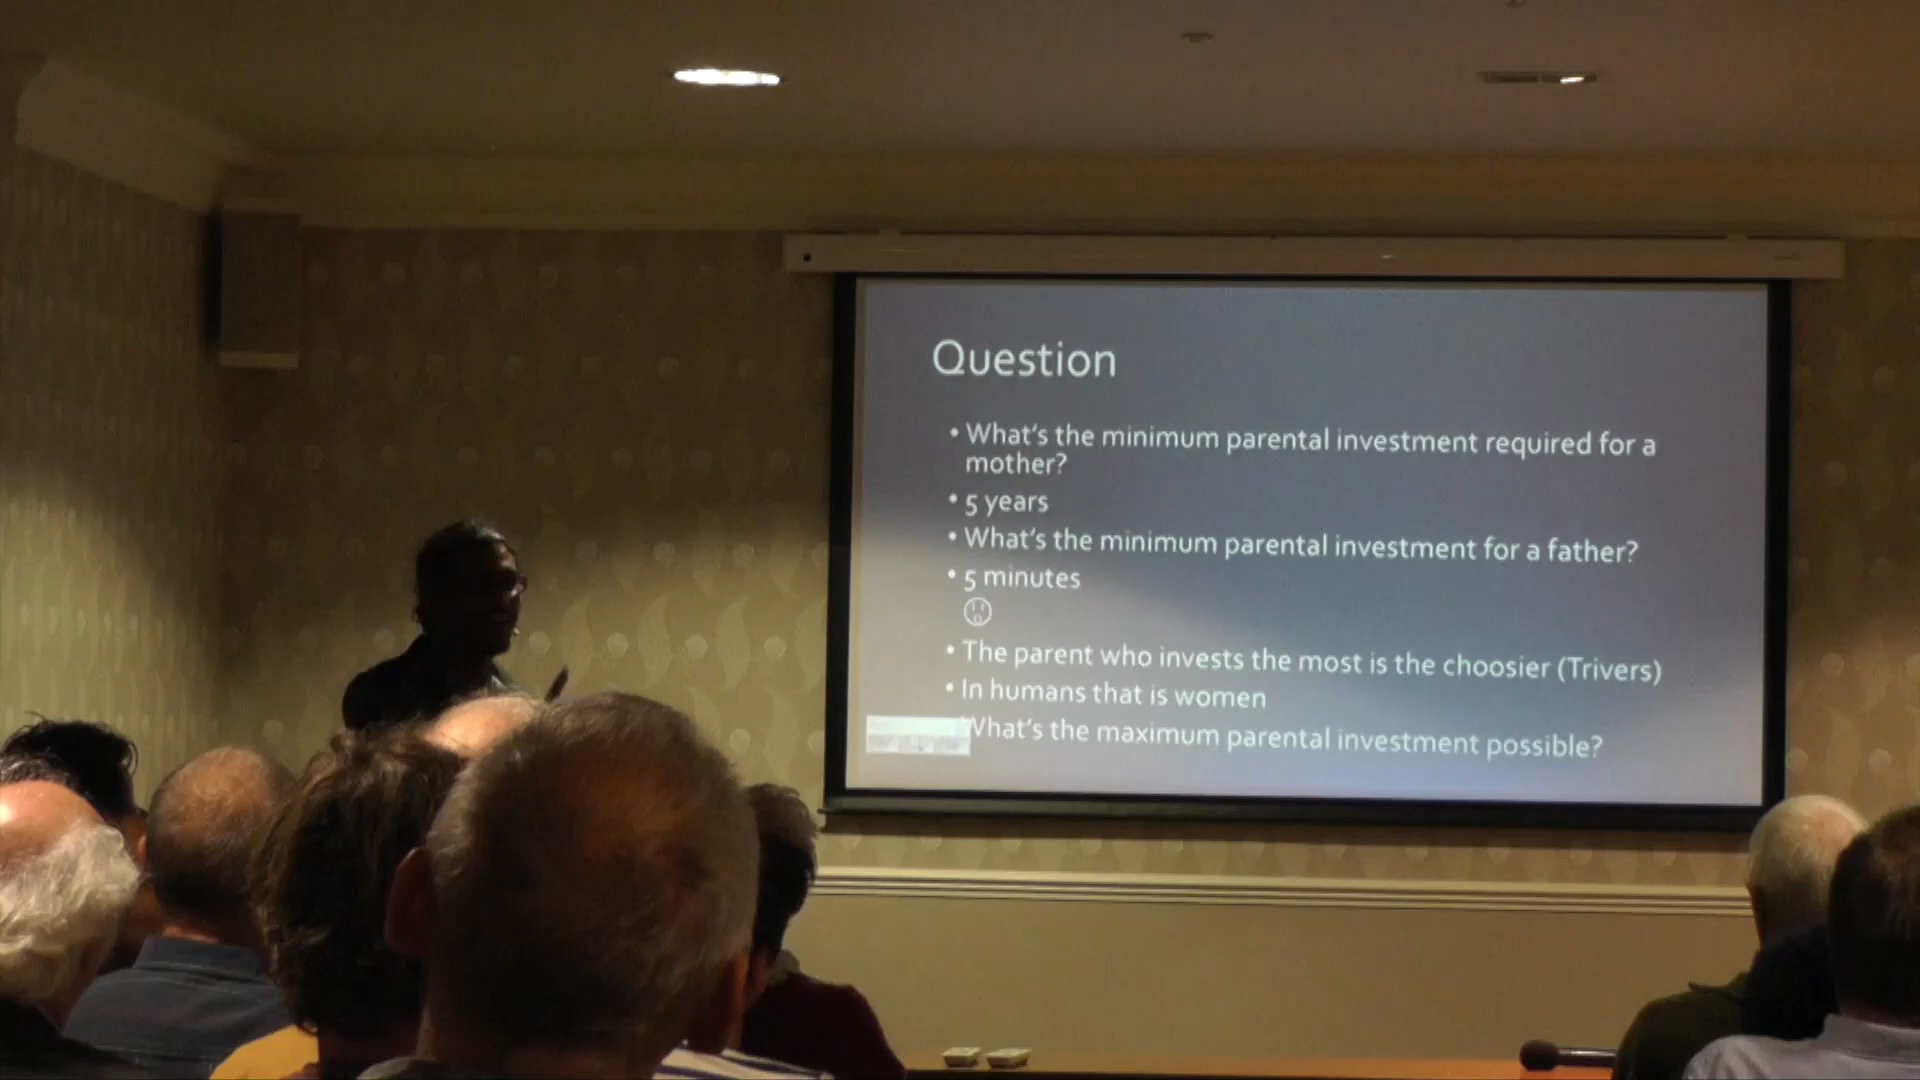 Question
• What's the minimum parental investment required for a
mother?
• 5 years
• What's the minimum parental investment for a father?
• 5 minutes
• The parent who invests the most is the choosier (Trivers)
• In humans that is women
What's the maximum parental investment possible?